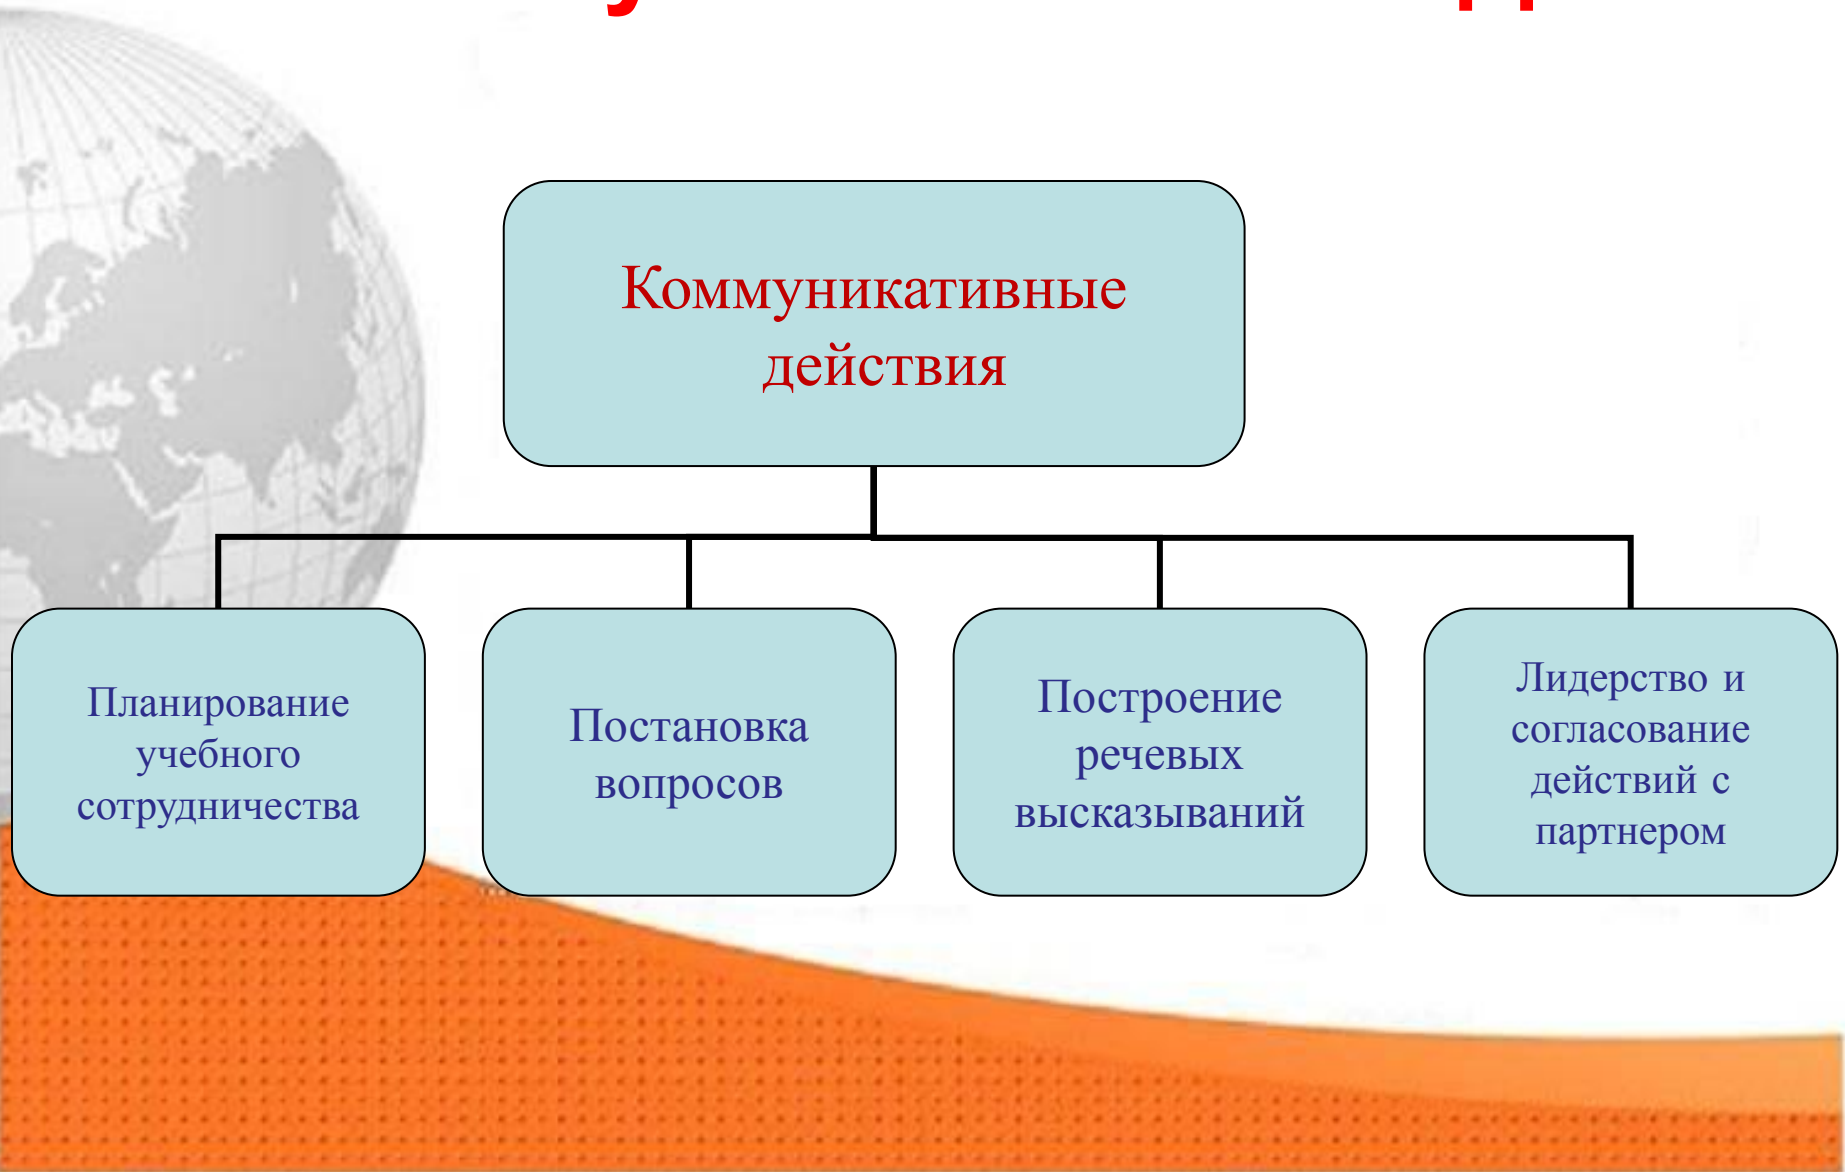 Коммуникативные
действия
Планирование
учебного
сотрудничества
Постановка
вопросов
Построение
речевых
высказываний
Лидерство и
согласование
действий с
партнером